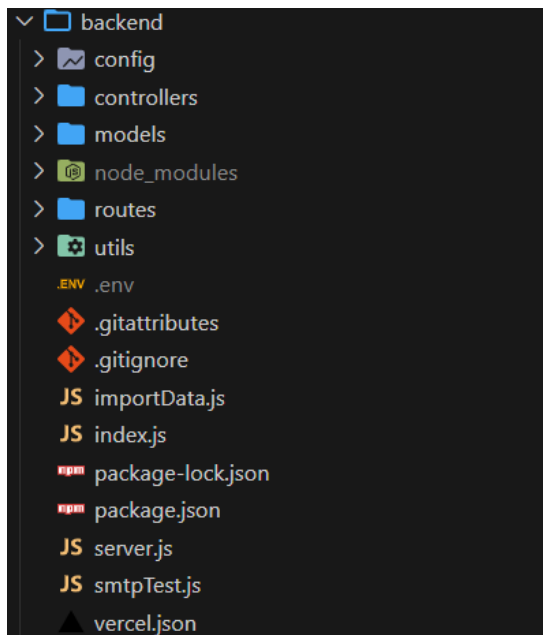 backend
config
controllers
models
node_modules
routes
utils
.ENV .env
.gitattributes
.gitignore
JS importData.js
JS index.js
npm package-lock.json
npm package.json
JS server.js
JS smtpTest.js
vercel.json